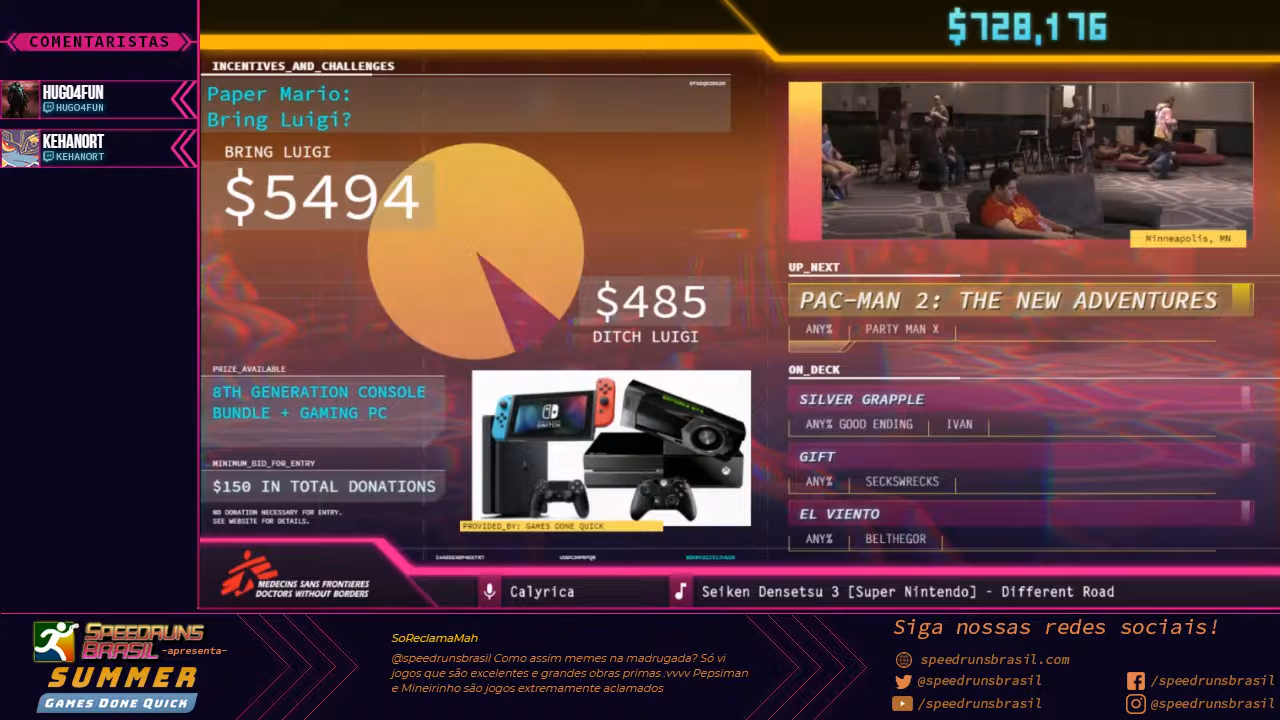 COMENTARISTAS
HUGO4FUN
HUGO4FUN
KEHANORT
KEHANORT
$728,176
INCENTIVES_AND_CHALLENGES
Paper Mario:
Bring Luigi?
BRING LUIGI
$5494
$485
DITCH LUIGI
PRIZE_AVAILABLE
8TH GENERATION CONSOLE
BUNDLE + GAMING PC
MINIMUM_BID_FOR_ENTRY
$150 IN TOTAL DONATIONS
NO DONATION NECESSARY FOR ENTRY.
SEE WEBSITE FOR DETAILS.
PROVIDED_BY: GAMES DONE QUICK
Minneapolis, MN
UP_NEXT
PAC-MAN 2: THE NEW ADVENTURES
ANY% PARTY MAN X
ON_DECK
SILVER GRAPPLE
ANY% GOOD ENDING IVAN
GIFT
ANY% SECKSWRECKS
EL VIENTO
ANY% BELTHEGOR
MEDECINS SANS FRONTIERES
DOCTORS WITHOUT BORDERS
Calyrica
Seiken Densetsu 3 [Super Nintendo] - Different Road
SPEEDRUNS
BRASIL
-apresenta-
SUMMER
GAMES DONE QUICK
SoReclamaMah
@speedrunsbrasil Como assim memes na madrugada? Só vi
jogos que são excelentes e grandes obras primas :vvvv Pepsiman
e Mineirinho são jogos extremamente aclamados
Siga nossas redes sociais!
speedrunsbrasil.com
@speedrunsbrasil
/speedrunsbrasil
/speedrunsbrasil
@speedrunsbrasil